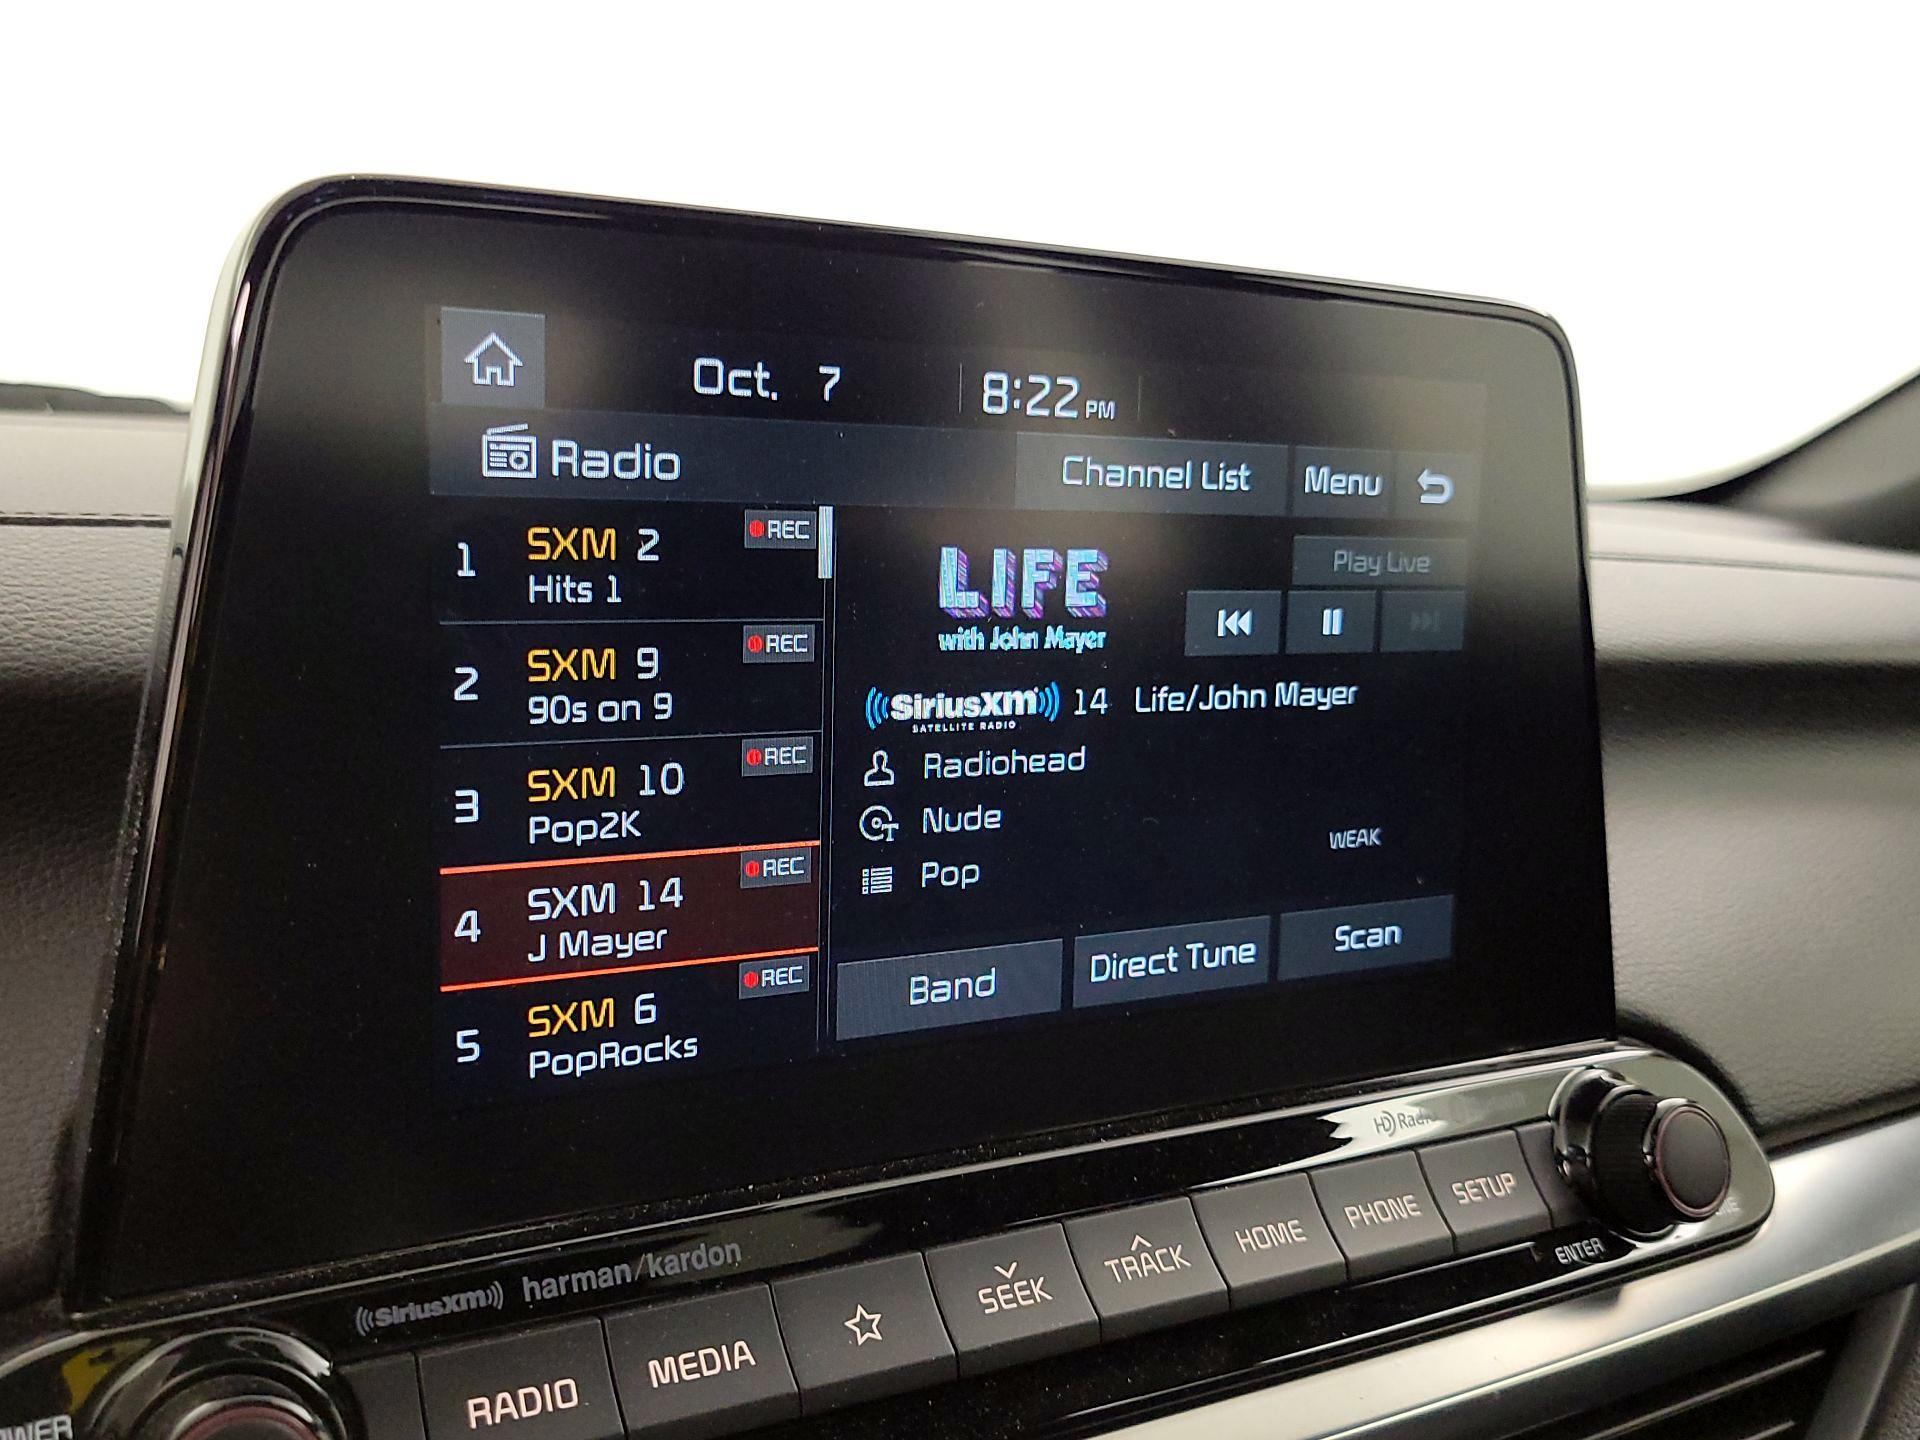 Oct. 7
8:22 PM
Radio
Channel List
Menu
1
SXM 2
Hits 1
REC
2
SXM 9
90s on 9
REC
3
SXM 10
Pop2K
REC
4
SXM 14
J Mayer
REC
5
SXM 6
PopRocks
REC
LIFE
with John Mayer
Play Live
SiriusXM 14 Life/John Mayer
SATELLITE RADIO
Radiohead
Nude
Pop
WEAK
Band
Direct Tune
Scan
HD Radio
SiriusXM harman/kardon
RADIO
MEDIA
SEEK
TRACK
HOME
PHONE
SETUP
ENTER